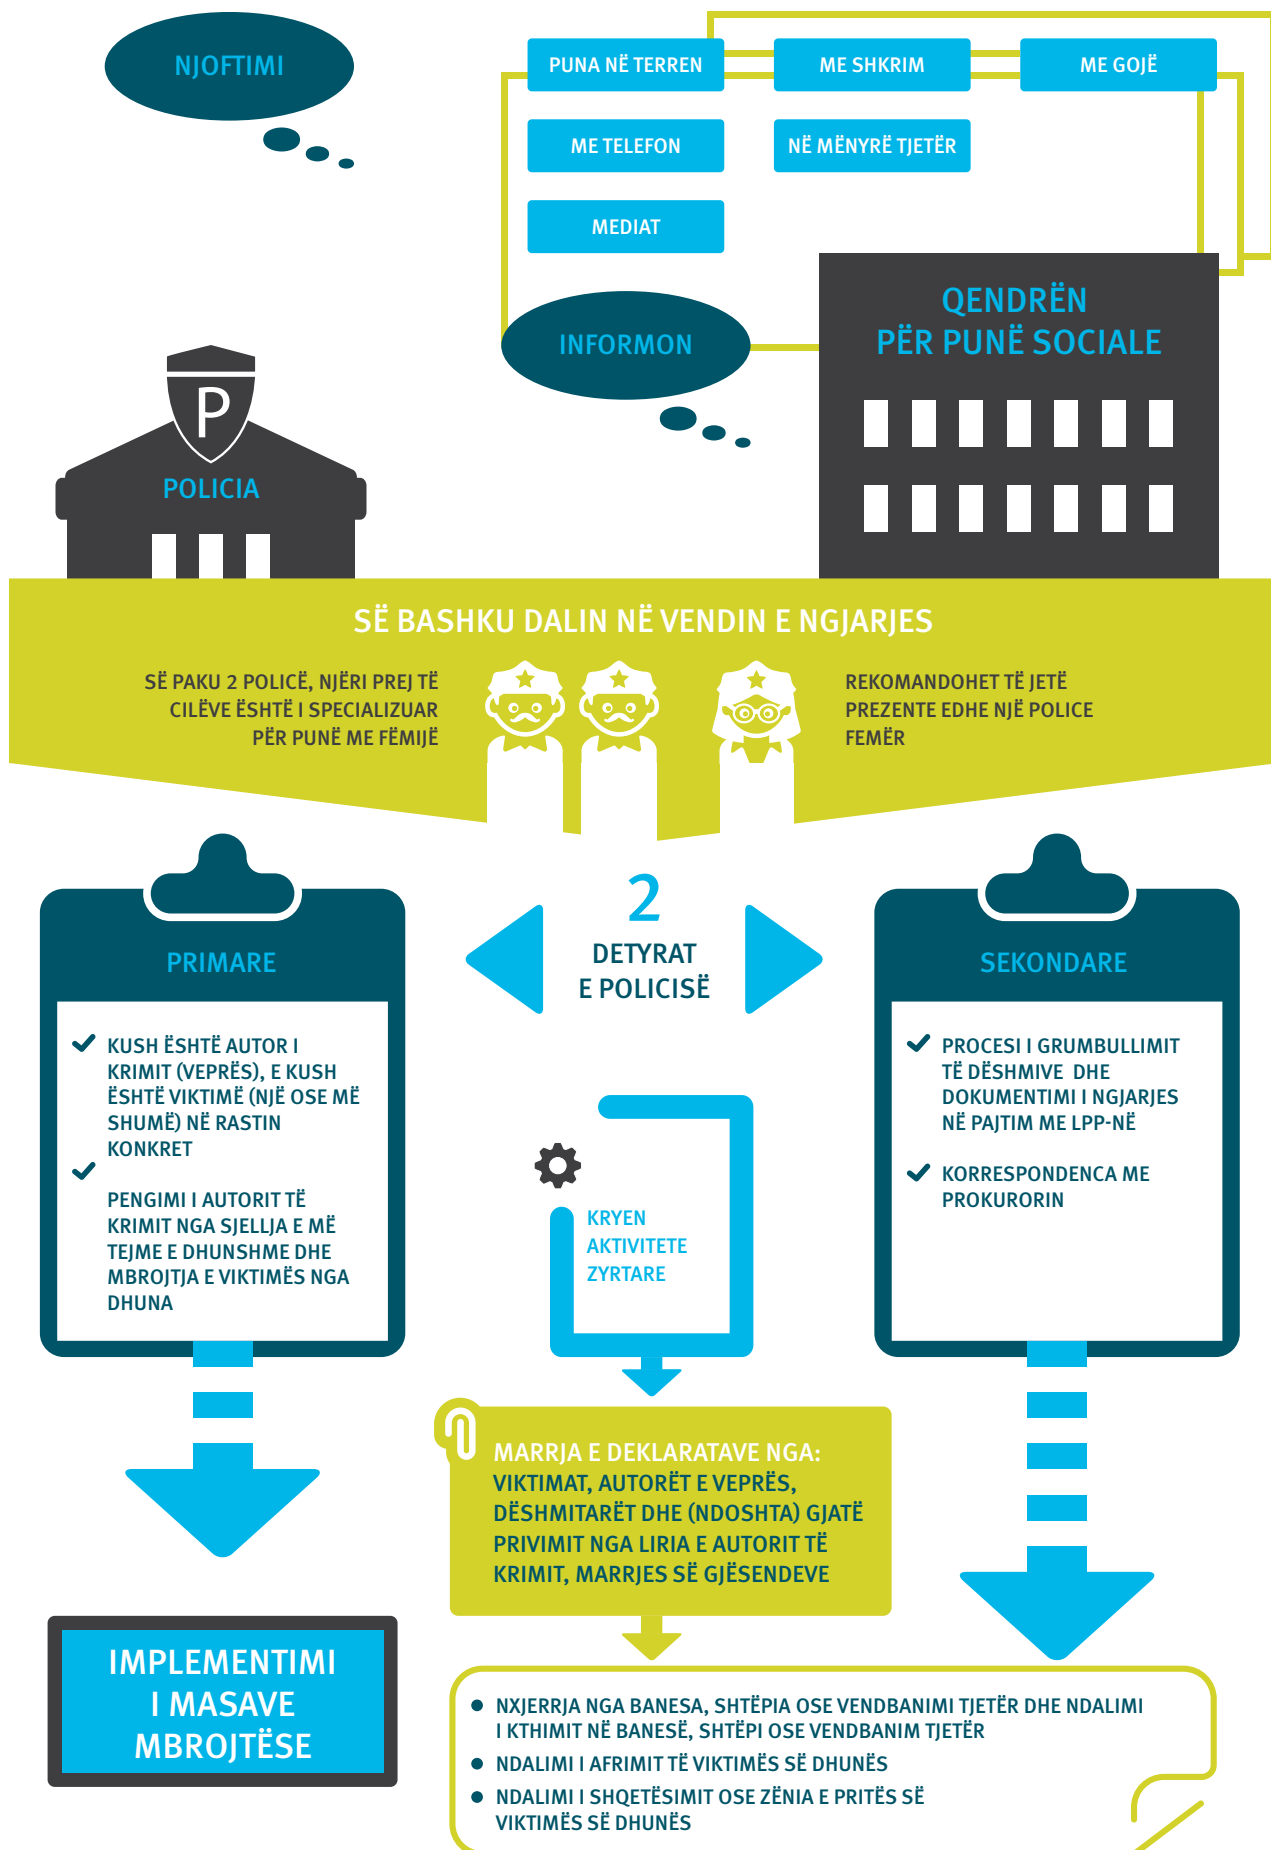 NJOFTIMI
PUNA NË TERREN
ME SHKRIM
ME GOJË
ME TELEFON
NË MËNYRË TJETËR
MEDIAT
INFORMON
QENDRËN
PËR PUNË SOCIALE
P
POLICIA
SË BASHKU DALIN NË VENDIN E NGJARJES
SË PAKU 2 POLICË, NJËRI PREJ TË
CILËVE ËSHTË I SPECIALIZUAR
PËR PUNË ME FËMIJË
REKOMANDOHET TË JETË
PREZENTE EDHE NJË POLICE
FEMËR
2
DETYRAT
E POLICISË
PRIMARE
KUSH ËSHTË AUTOR I
KRIMIT (VEPRËS), E KUSH
ËSHTË VIKTIMË (NJË OSE MË
SHUMË) NË RASTIN
KONKRET
PENGIMI I AUTORIT TË
KRIMIT NGA SJELLJA E MË
TEJME E DHUNSHME DHE
MBROJTJA E VIKTIMËS NGA
DHUNA
SEKONDARE
PROCESI I GRUMBULLIMIT
TË DËSHMIVE DHE
DOKUMENTIMI I NGJARJES
NË PAJTIM ME LPP-NË
KORRESPONDENCA ME
PROKURORIN
KRYEN
AKTIVITETE
ZYRTARE
MARRJA E DEKLARATAVE NGA:
VIKTIMAT, AUTORËT E VEPRËS,
DËSHMITARËT DHE (NDOSHTA) GJATË
PRIVIMIT NGA LIRIA E AUTORIT TË
KRIMIT, MARRJES SË GJËSENDEVE
IMPLEMENTIMI
I MASAVE
MBROJTËSE
NXJERRJA NGA BANESA, SHTËPIA OSE VENDBANIMI TJETËR DHE NDALIMI
I KTHIMIT NË BANESË, SHTËPI OSE VENDBANIM TJETËR
NDALIMI I AFRIMIT TË VIKTIMËS SË DHUNËS
NDALIMI I SHQETËSIMIT OSE ZËNIA E PRITËS SË
VIKTIMËS SË DHUNËS